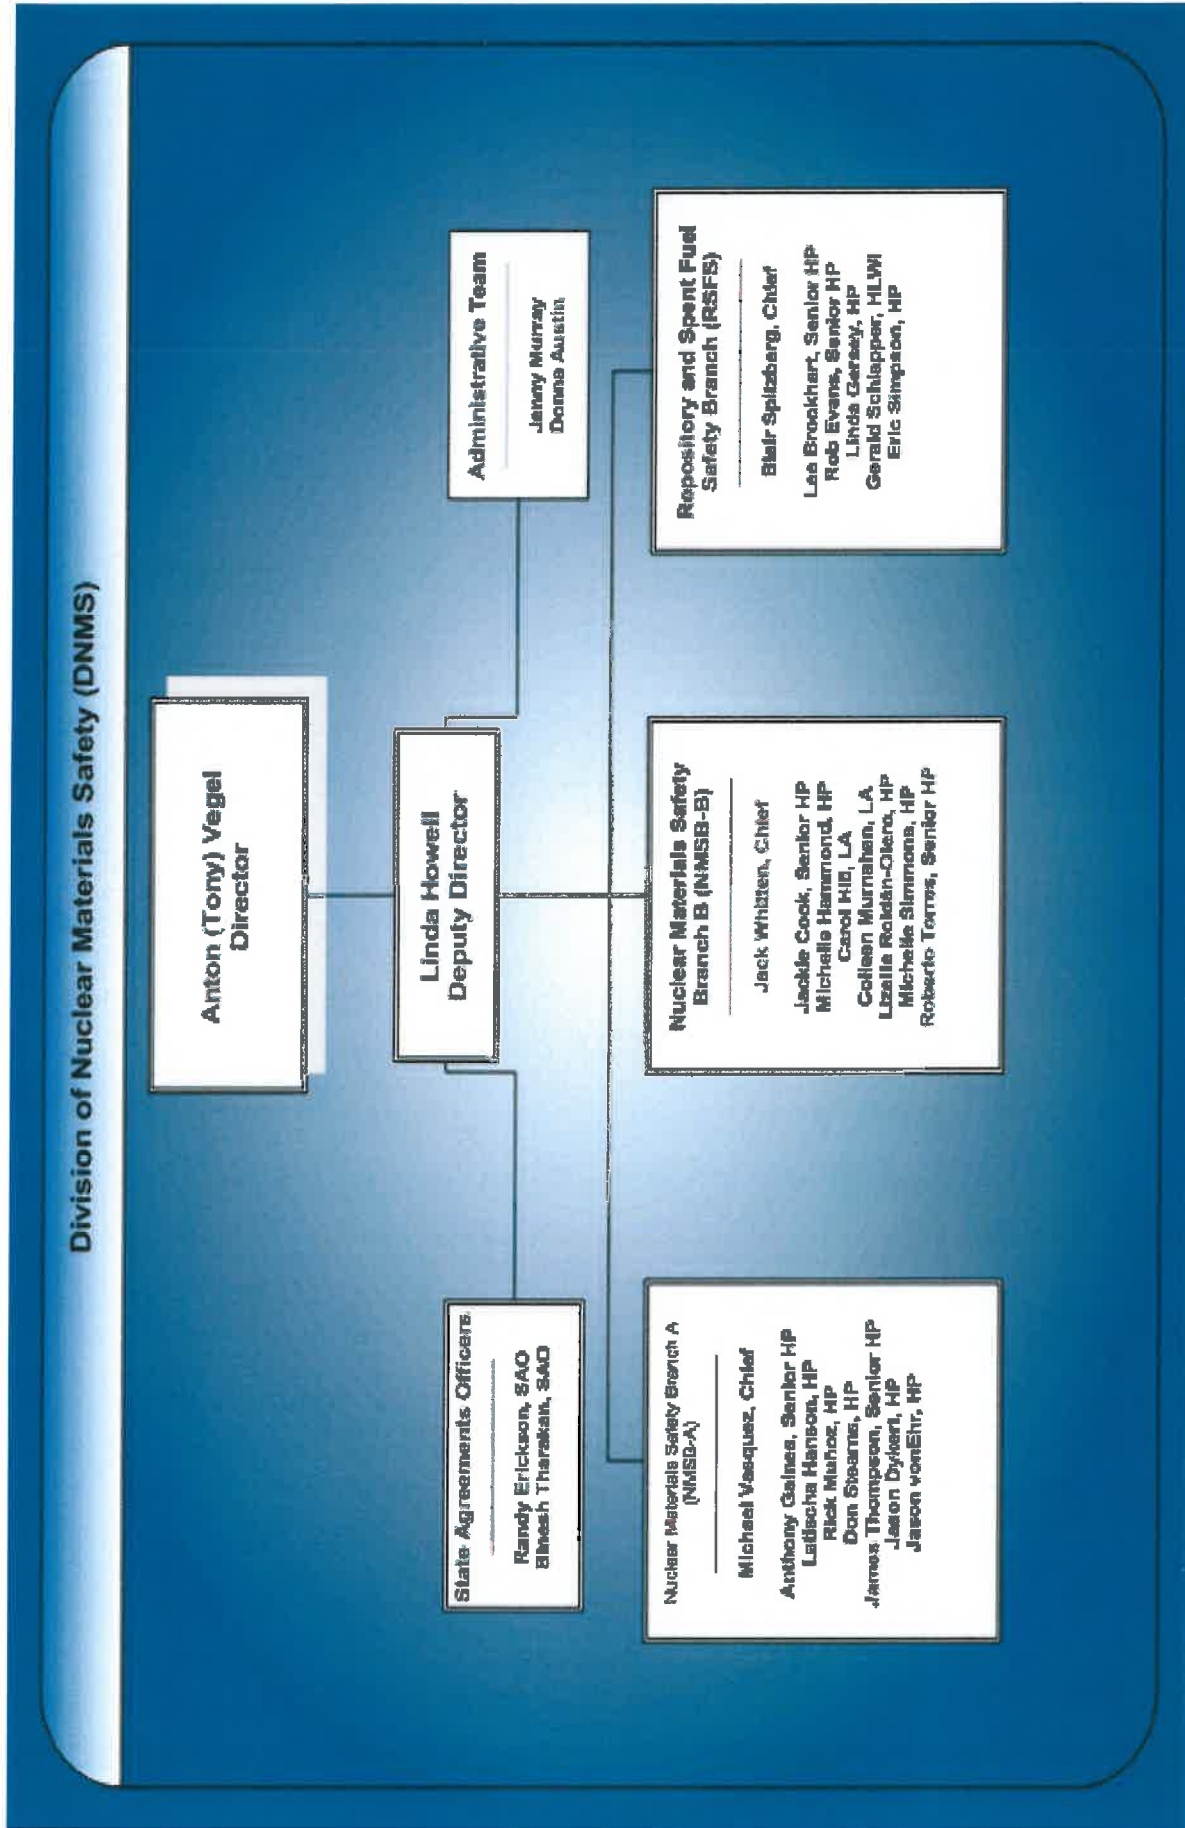 Division of Nuclear Materials Safety (DNMS)
Anton (Tony) Vegel
Director
Linda Howell
Deputy Director
State Agreements Officers
Randy Erickson, SAO
Binesh Tharakan, SAO
Administrative Team
Janny Murray
Donna Austin
Nuclear Materials Safety Branch A
(NMSB-A)
Michael Vasquez, Chief
Anthony Gaines, Senior HP
Latischa Hanson, HP
Rick Muñoz, HP
Don Stearns, HP
James Thompson, Senior HP
Jason Dykert, HP
Jason vonEhr, HP
Nuclear Materials Safety
Branch B (NMSB-B)
Jack Whitten, Chief
Jackie Cook, Senior HP
Michelle Hammond, HP
Carol Hill, LA
Colleen Murnahan, LA
Lizette Roldán-Otero, HP
Michelle Simmons, HP
Roberto Torres, Senior HP
Repository and Spent Fuel
Safety Branch (RSFS)
Blair Spitzberg, Chief
Lee Brookhart, Senior HP
Rob Evans, Senior HP
Linda Gersey, HP
Gerald Schlapper, HLWI
Eric Simpson, HP